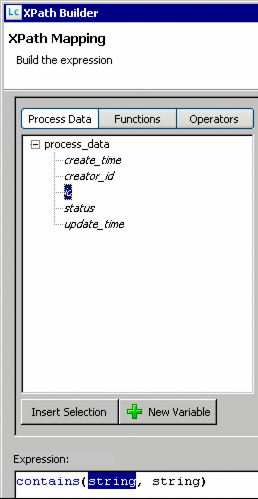 Lc XPath Builder
XPath Mapping
Build the expression
Process Data Functions Operators
process_data
create_time
creator_id
id
status
update_time
Insert Selection New Variable
Expression:
contains(string, string)